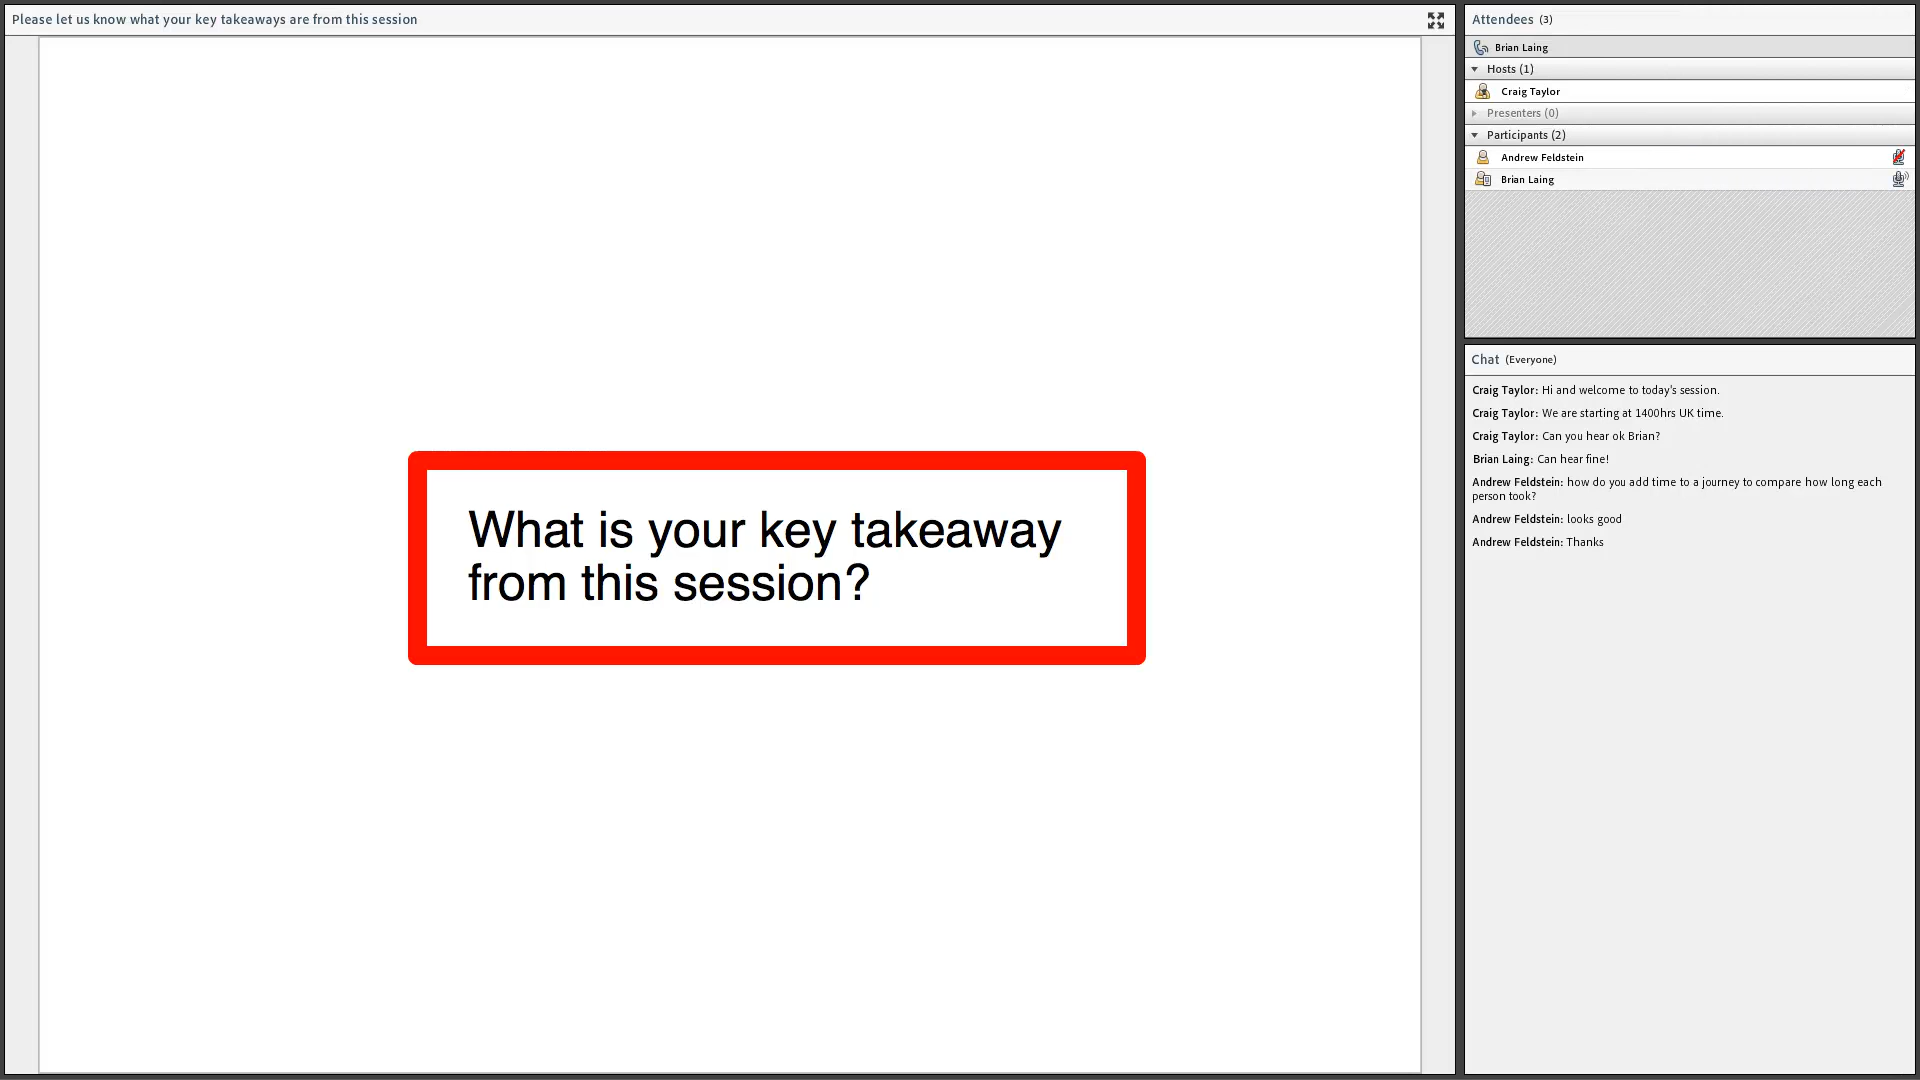 Please let us know what your key takeaways are from this session
What is your key takeaway
from this session?
Attendees (3)
Brian Laing
Hosts (1)
Craig Taylor
Presenters (0)
Participants (2)
Andrew Feldstein
Brian Laing
Chat (Everyone)
Craig Taylor: Hi and welcome to today's session.
Craig Taylor: We are starting at 1400hrs UK time.
Craig Taylor: Can you hear ok Brian?
Brian Laing: Can hear fine!
Andrew Feldstein: how do you add time to a journey to compare how long each
person took?
Andrew Feldstein: looks good
Andrew Feldstein: Thanks